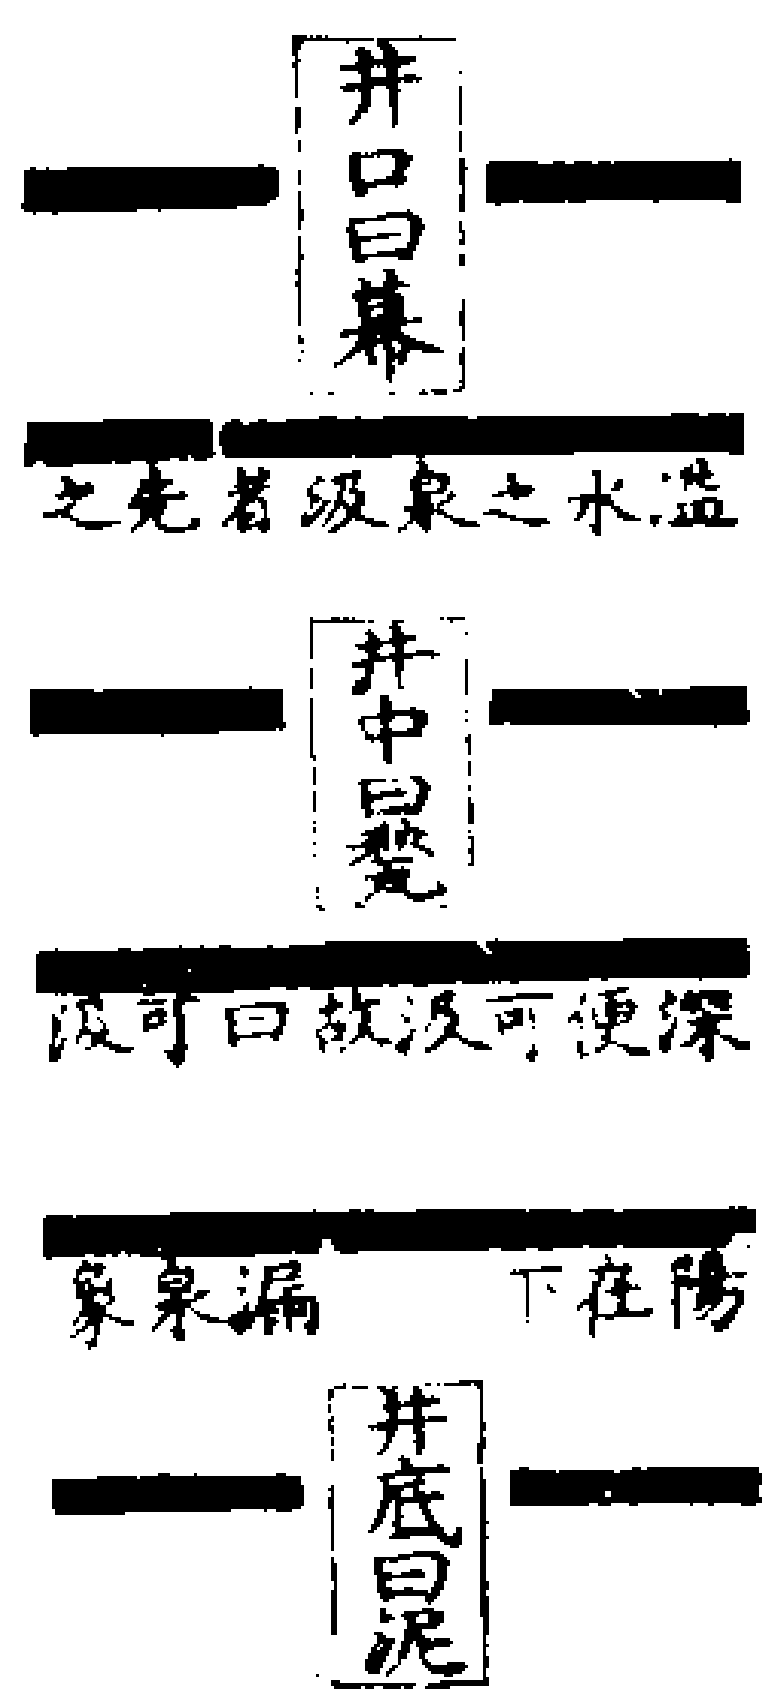 井口曰幕
濫水之泉汲者先之
井中曰甃
深便可汲故曰可汲
陽在下　漏泉象
井底曰泥